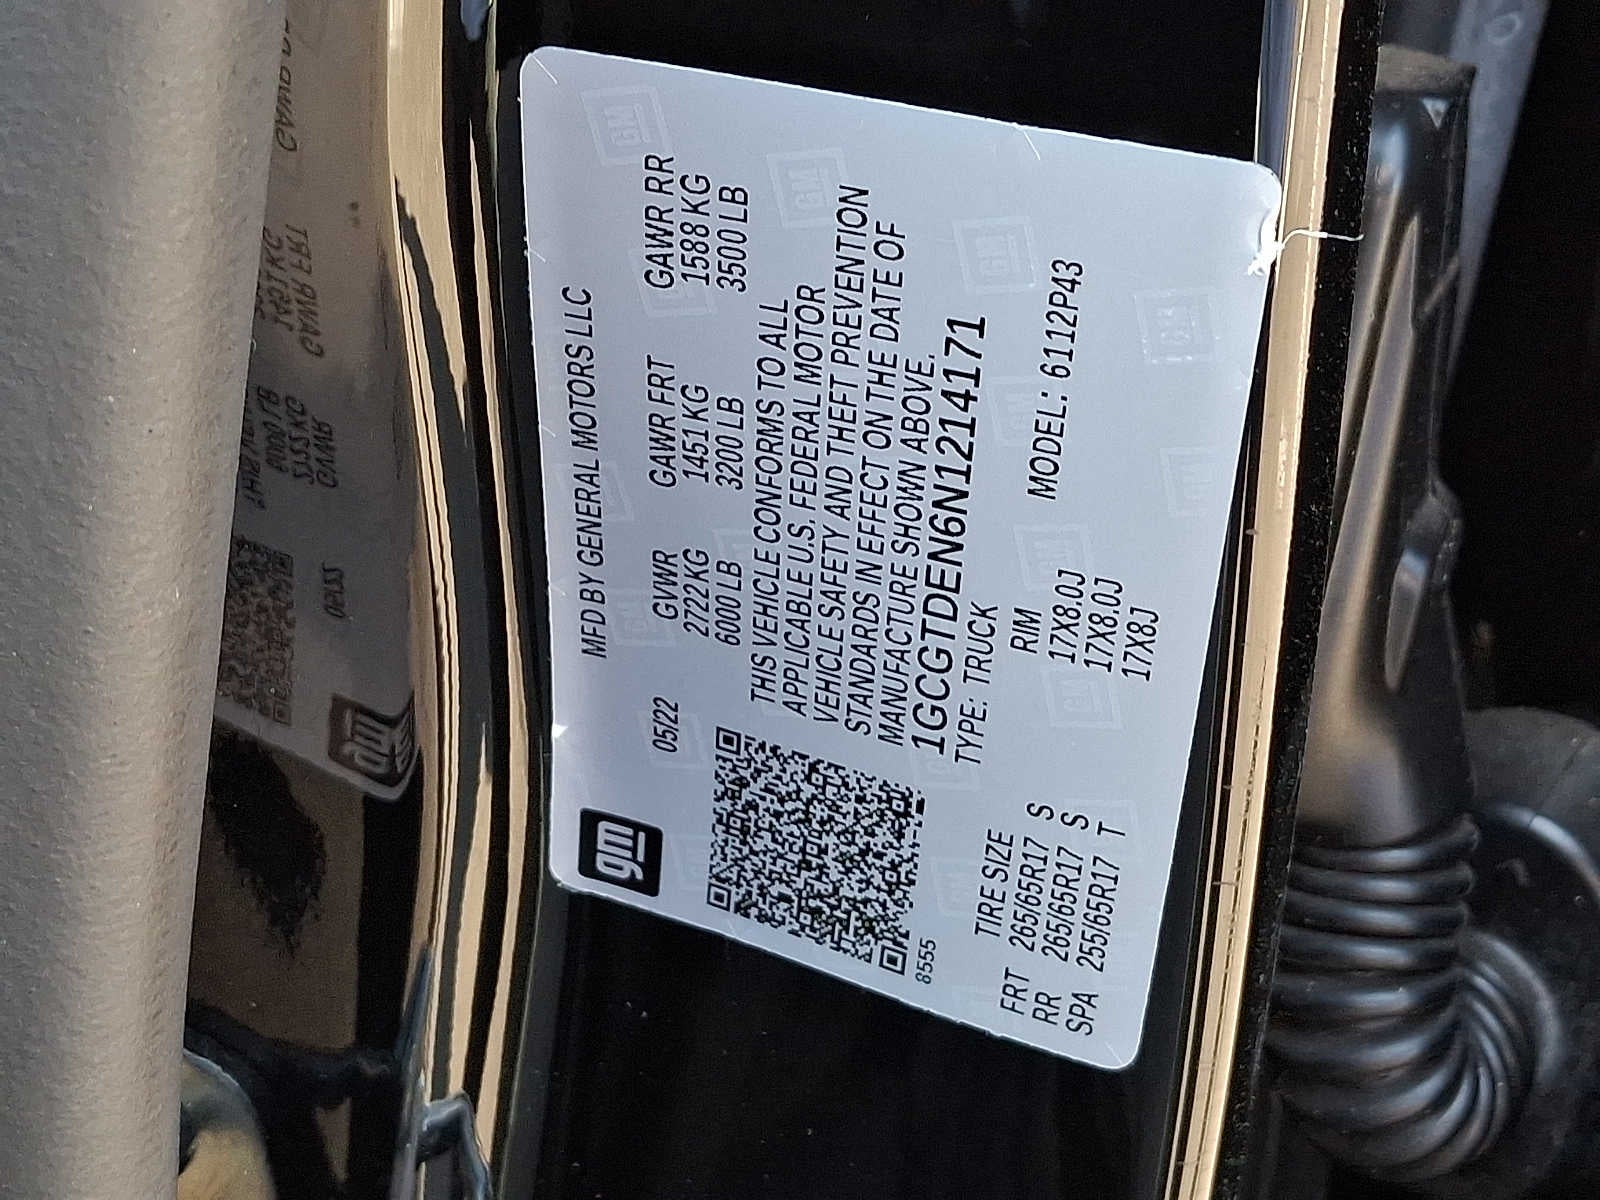 gm
MFD BY GENERAL MOTORS LLC
05/22 GVWR GAWR FRT GAWR RR
2722 KG 1451 KG 1588 KG
6000 LB 3200 LB 3500 LB
THIS VEHICLE CONFORMS TO ALL
APPLICABLE U.S. FEDERAL MOTOR
VEHICLE SAFETY AND THEFT PREVENTION
STANDARDS IN EFFECT ON THE DATE OF
MANUFACTURE SHOWN ABOVE.
1GCGTDEN6N1214171
8555 TYPE: TRUCK
TIRE SIZE RIM MODEL: 6112P43
FRT 265/65R17 S 17X8.0J
RR 265/65R17 S 17X8.0J
SPA 255/65R17 T 17X8J